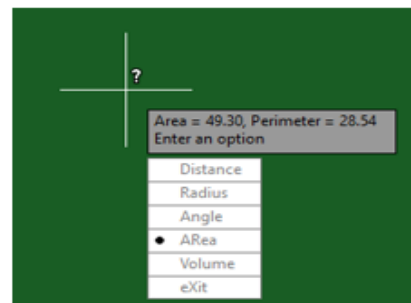 ?
Area = 49.30, Perimeter = 28.54
Enter an option
Distance
Radius
Angle
ARea
Volume
eXit